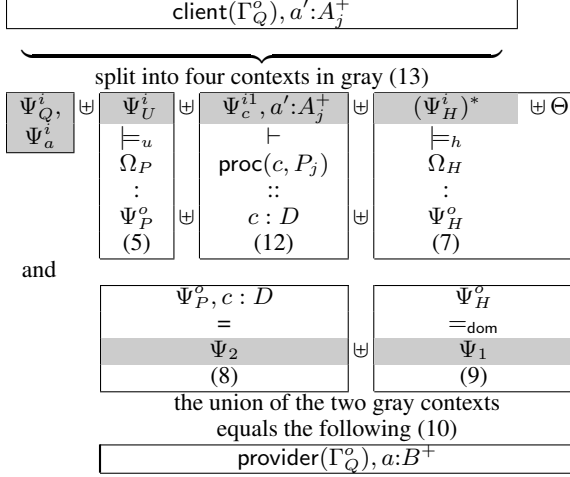 client(Γ_Q^o), a′:A_j^+
split into four contexts in gray (13)
Ψ_Q^i, ⊎ Ψ_U^i ⊎ Ψ_c^{i1}, a′:A_j^+ ⊎ (Ψ_H^i)* ⊎ Θ
Ψ_a^i ⊨_u ⊢ ⊨_h
Ω_P proc(c, P_j) Ω_H
: :: :
Ψ_P^o ⊎ c : D ⊎ Ψ_H^o
(5) (12) (7)
and
Ψ_P^o, c : D Ψ_H^o
= =_dom
Ψ_2 ⊎ Ψ_1
(8) (9)
the union of the two gray contexts
equals the following (10)
provider(Γ_Q^o), a:B^+